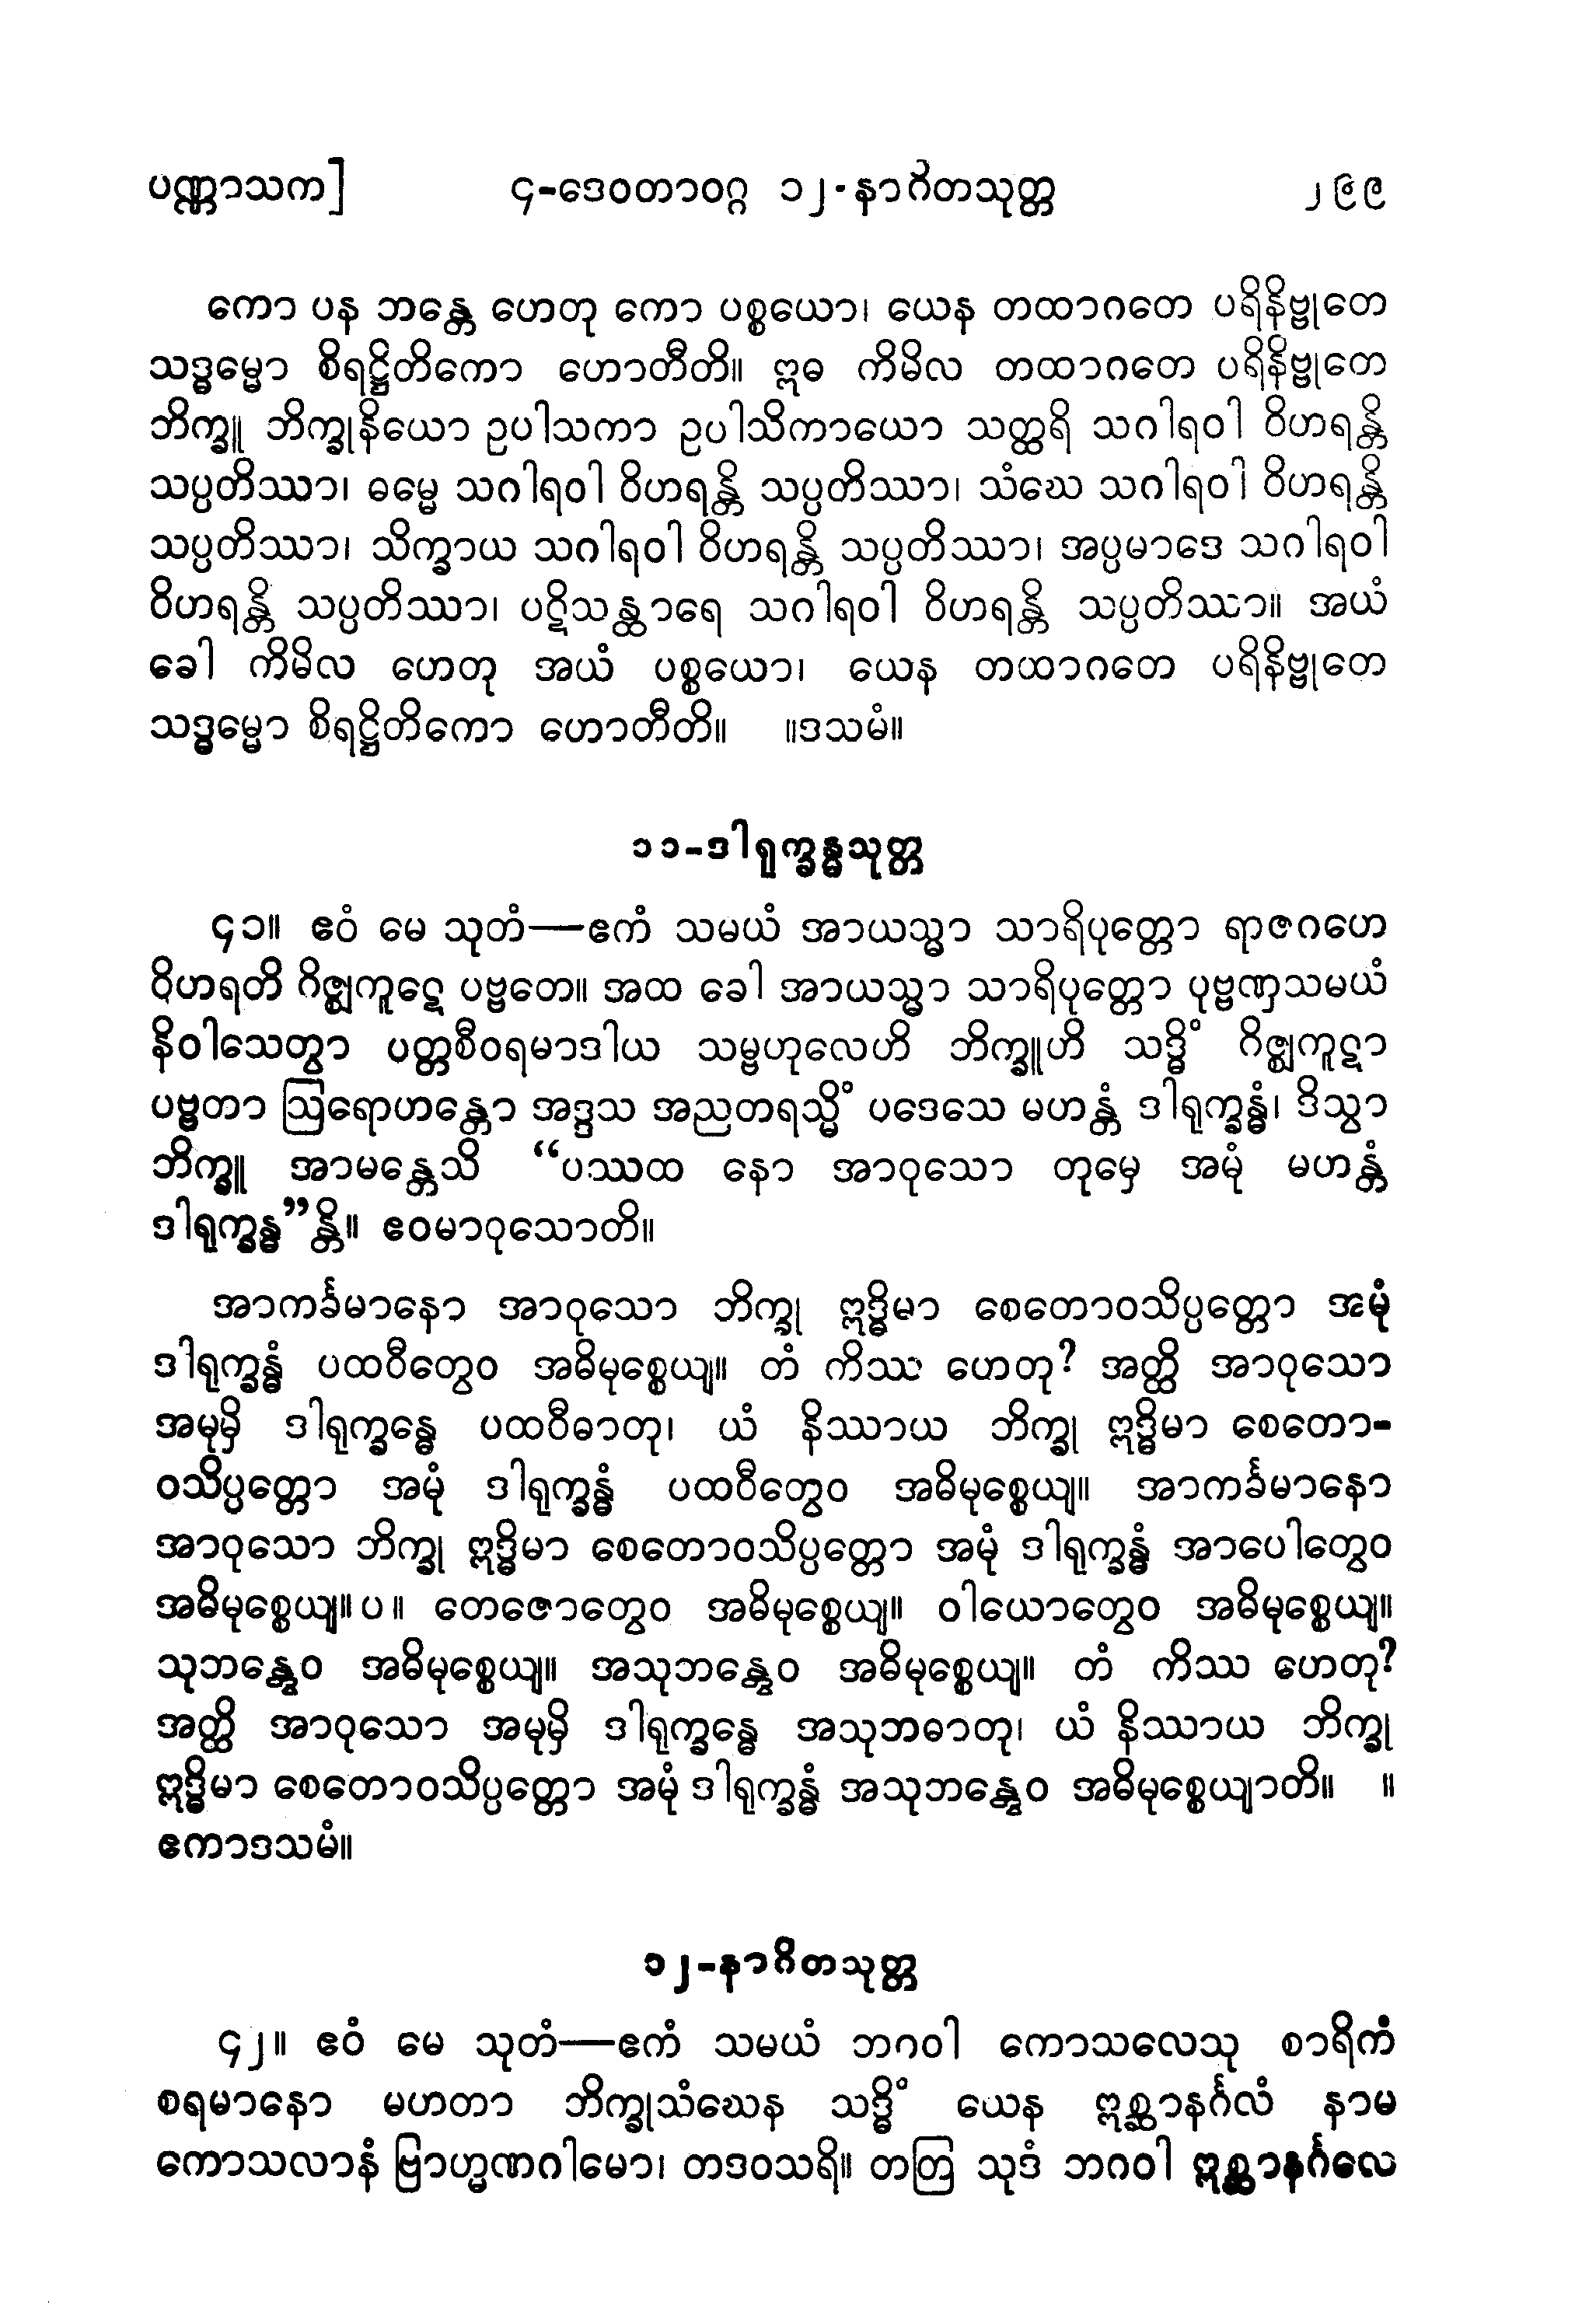 ပဏ္ဏာသက] ၄-ဒေဝတာဝဂ္ဂ ၁၂-နာဂိတသုတ္တ ၂၉၉
ကော ပန ဘန္တေ ဟေတု ကော ပစ္စယော၊ ယေန တထာဂတေ ပရိနိဗ္ဗုတေ
သဒ္ဓမ္မော စိရဋ္ဌိတိကော ဟောတီတိ။ ဣဓ ကိမိလ တထာဂတေ ပရိနိဗ္ဗုတေ
ဘိက္ခူ ဘိက္ခုနိယော ဥပါသကာ ဥပါသိကာယော သတ္ထရိ သဂါရဝါ ဝိဟရန္တိ
သပ္ပတိဿာ၊ ဓမ္မေ သဂါရဝါ ဝိဟရန္တိ သပ္ပတိဿာ၊ သံဃေ သဂါရဝါ ဝိဟရန္တိ
သပ္ပတိဿာ၊ သိက္ခာယ သဂါရဝါ ဝိဟရန္တိ သပ္ပတိဿာ၊ အပ္ပမာဒေ သဂါရဝါ
ဝိဟရန္တိ သပ္ပတိဿာ၊ ပဋိသန္ထာရေ သဂါရဝါ ဝိဟရန္တိ သပ္ပတိဿာ။ အယံ
ခေါ ကိမိလ ဟေတု အယံ ပစ္စယော၊ ယေန တထာဂတေ ပရိနိဗ္ဗုတေ
သဒ္ဓမ္မော စိရဋ္ဌိတိကော ဟောတီတိ။ ။ဒသမံ။
၁၁-ဒါရုက္ခန္ဓသုတ္တ
၄၁။ ဧဝံ မေ သုတံ—ဧကံ သမယံ အာယသ္မာ သာရိပုတ္တော ရာဇဂဟေ
ဝိဟရတိ ဂိဇ္ဈကူဋေ ပဗ္ဗတေ။ အထ ခေါ အာယသ္မာ သာရိပုတ္တော ပုဗ္ဗဏှသမယံ
နိဝါသေတွာ ပတ္တစီဝရမာဒါယ သမ္ဗဟုလေဟိ ဘိက္ခူဟိ သဒ္ဓိံ ဂိဇ္ဈကူဋာ
ပဗ္ဗတာ ဩရောဟန္တော အဒ္ဒသ အညတရသ္မိံ ပဒေသေ မဟန္တံ ဒါရုက္ခန္ဓံ၊ ဒိသွာ
ဘိက္ခူ အာမန္တေသိ “ပဿထ နော အာဝုသော တုမှေ အမုံ မဟန္တံ
ဒါရုက္ခန္ဓ”န္တိ။ ဧဝမာဝုသောတိ။
အာကင်္ခမာနော အာဝုသော ဘိက္ခု ဣဒ္ဓိမာ စေတောဝသိပ္ပတ္တော အမုံ
ဒါရုက္ခန္ဓံ ပထဝီတွေဝ အဓိမုစ္စေယျ။ တံ ကိဿ ဟေတု? အတ္ထိ အာဝုသော
အမုမှိ ဒါရုက္ခန္ဓေ ပထဝီဓာတု၊ ယံ နိဿာယ ဘိက္ခု ဣဒ္ဓိမာ စေတော-
ဝသိပ္ပတ္တော အမုံ ဒါရုက္ခန္ဓံ ပထဝီတွေဝ အဓိမုစ္စေယျ။ အာကင်္ခမာနော
အာဝုသော ဘိက္ခု ဣဒ္ဓိမာ စေတောဝသိပ္ပတ္တော အမုံ ဒါရုက္ခန္ဓံ အာပေါတွေဝ
အဓိမုစ္စေယျ။ပ။ တေဇောတွေဝ အဓိမုစ္စေယျ။ ဝါယောတွေဝ အဓိမုစ္စေယျ။
သုဘန္တွေဝ အဓိမုစ္စေယျ။ အသုဘန္တွေဝ အဓိမုစ္စေယျ။ တံ ကိဿ ဟေတု?
အတ္ထိ အာဝုသော အမုမှိ ဒါရုက္ခန္ဓေ အသုဘဓာတု၊ ယံ နိဿာယ ဘိက္ခု
ဣဒ္ဓိမာ စေတောဝသိပ္ပတ္တော အမုံ ဒါရုက္ခန္ဓံ အသုဘန္တွေဝ အဓိမုစ္စေယျာတိ။ ။
ဧကာဒသမံ။
၁၂-နာဂိတသုတ္တ
၄၂။ ဧဝံ မေ သုတံ—ဧကံ သမယံ ဘဂဝါ ကောသလေသု စာရိကံ
စရမာနော မဟတာ ဘိက္ခုသံဃေန သဒ္ဓိံ ယေန ဣစ္ဆာနင်္ဂလံ နာမ
ကောသလာနံ ဗြာဟ္မဏဂါမော၊ တဒဝသရိ။ တတြ သုဒံ ဘဂဝါ ဣစ္ဆာနင်္ဂလေ